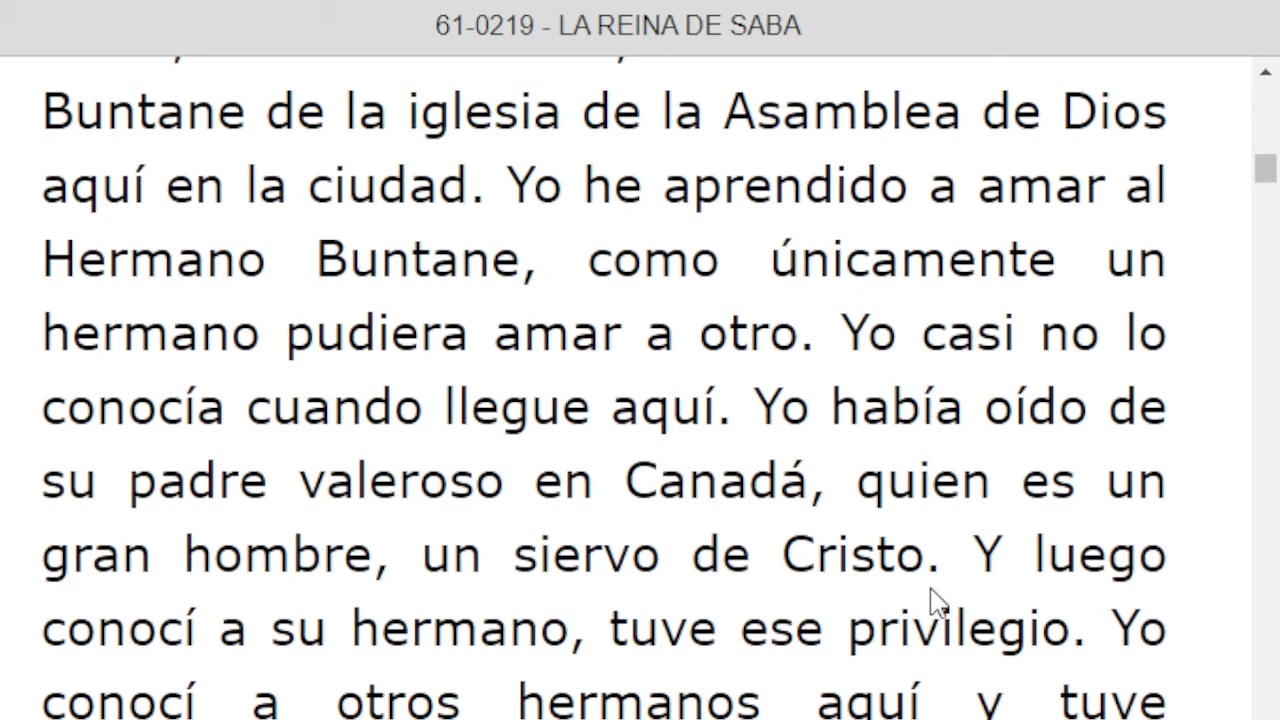 61-0219 - LA REINA DE SABA
Buntane de la iglesia de la Asamblea de Dios
aquí en la ciudad. Yo he aprendido a amar al
Hermano Buntane, como únicamente un
hermano pudiera amar a otro. Yo casi no lo
conocía cuando llegue aquí. Yo había oído de
su padre valeroso en Canadá, quien es un
gran hombre, un siervo de Cristo. Y luego
conocí a su hermano, tuve ese privilegio. Yo
conocí a otros hermanos aquí y tuve